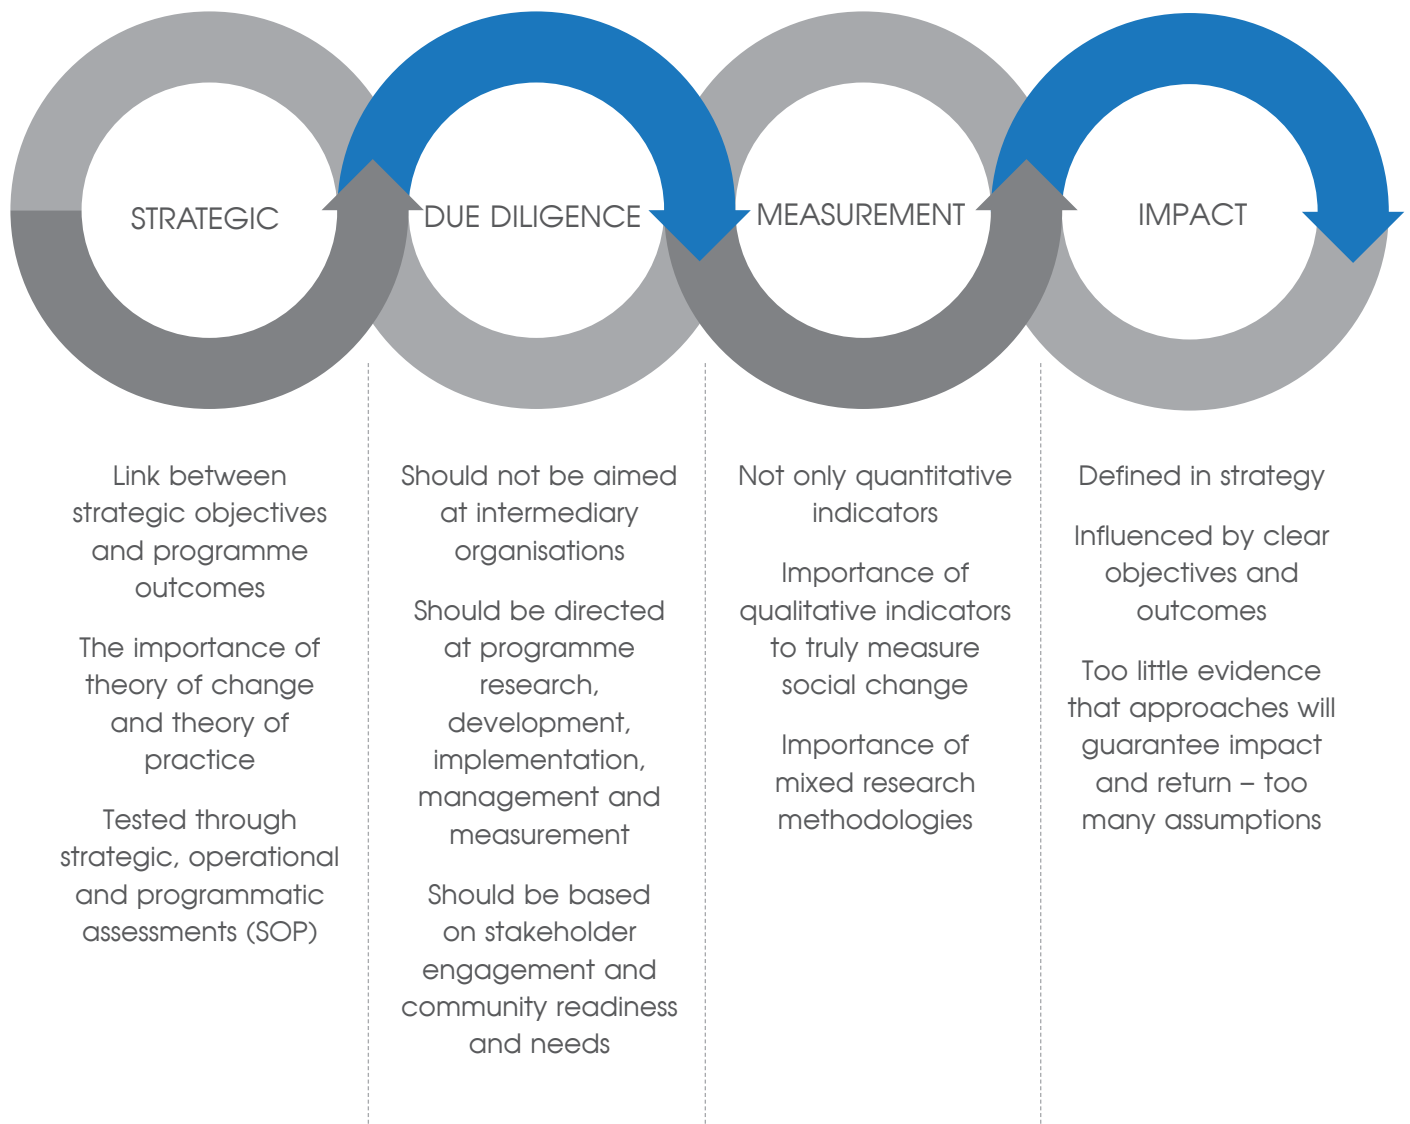 STRATEGIC
DUE DILIGENCE
MEASUREMENT
IMPACT
Link between
strategic objectives
and programme
outcomes
The importance of
theory of change
and theory of
practice
Tested through
strategic, operational
and programmatic
assessments (SOP)
Should not be aimed
at intermediary
organisations
Should be directed
at programme
research,
development,
implementation,
management and
measurement
Should be based
on stakeholder
engagement and
community readiness
and needs
Not only quantitative
indicators
Importance of
qualitative indicators
to truly measure
social change
Importance of
mixed research
methodologies
Defined in strategy
Influenced by clear
objectives and
outcomes
Too little evidence
that approaches will
guarantee impact
and return – too
many assumptions